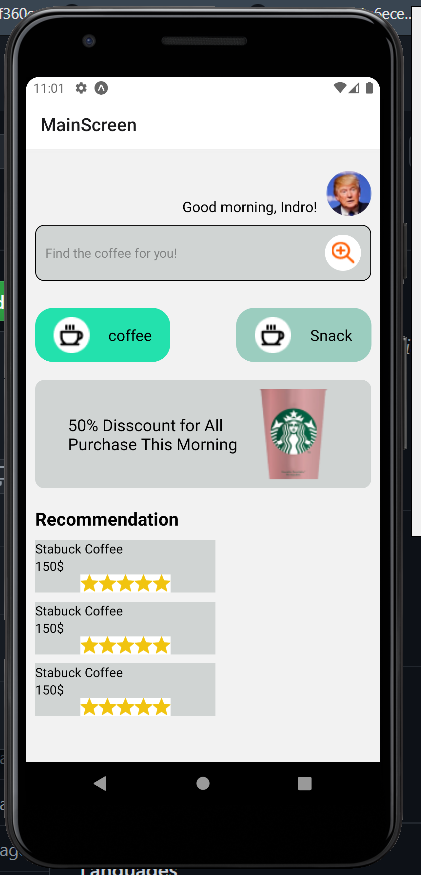 f360c
6ece..
11:01
MainScreen
Good morning, Indro!
Find the coffee for you!
coffee
Snack
50% Disscount for All
Purchase This Morning
Recommendation
Stabuck Coffee
150$
Stabuck Coffee
150$
Stabuck Coffee
150$
Languages